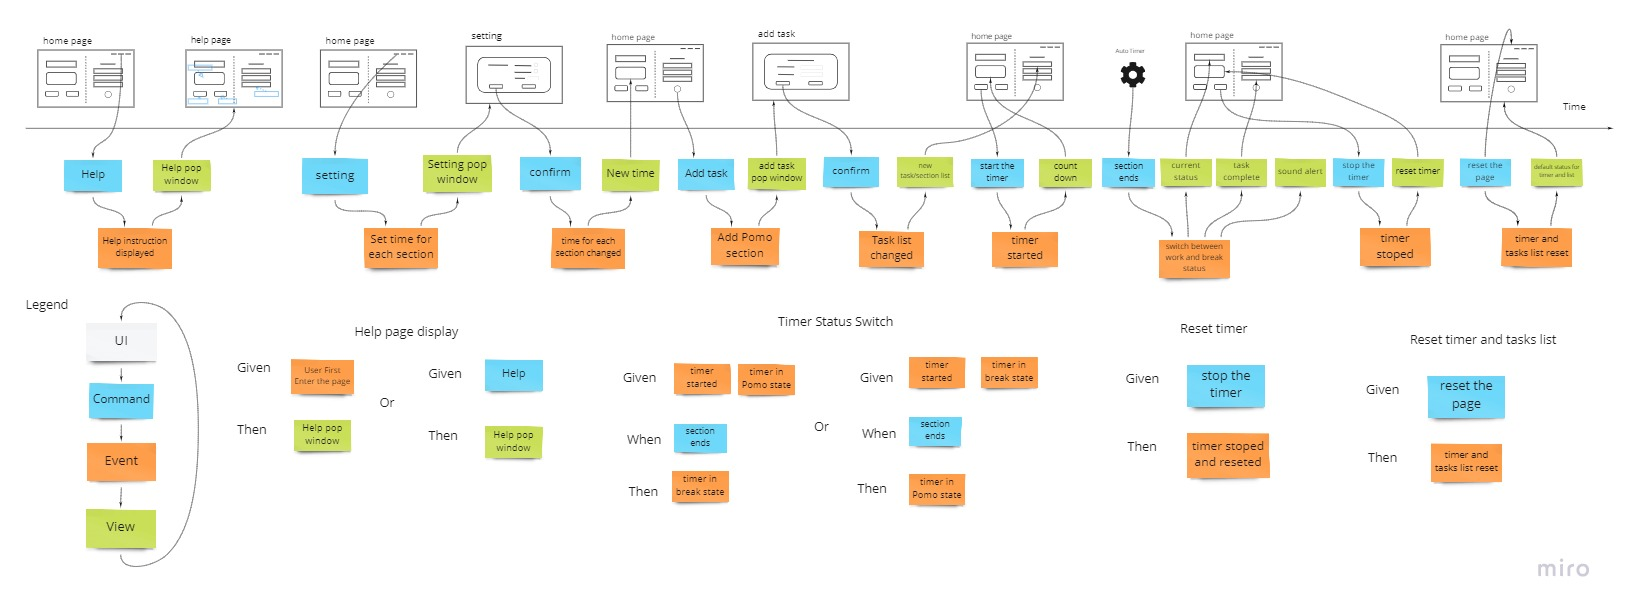 home page
help page
home page
setting
home page
add task
home page
Auto Timer
home page
home page
Time
Help
Help pop
window
setting
Setting pop
window
confirm
New time
Add task
add task
pop window
confirm
new
task/section list
start the
timer
count
down
section
ends
current
status
task
complete
sound alert
stop the
timer
reset timer
reset the
page
default status for
timer and list
Help instruction
displayed
Set time for
each section
time for each
section changed
Add Pomo
section
Task list
changed
timer
started
switch between
work and break
status
timer
stoped
timer and
tasks list reset
Legend
UI
Command
Event
View
Help page display
Given
User First
Enter the page
Then
Help pop
window
Or
Given
Help
Then
Help pop
window
Timer Status Switch
Given
timer
started
timer in
Pomo state
When
section
ends
Then
timer in
break state
Or
Given
timer
started
timer in
break state
When
section
ends
Then
timer in
Pomo state
Reset timer
Given
stop the
timer
Then
timer stoped
and reseted
Reset timer and tasks list
Given
reset the
page
Then
timer and
tasks list reset
miro